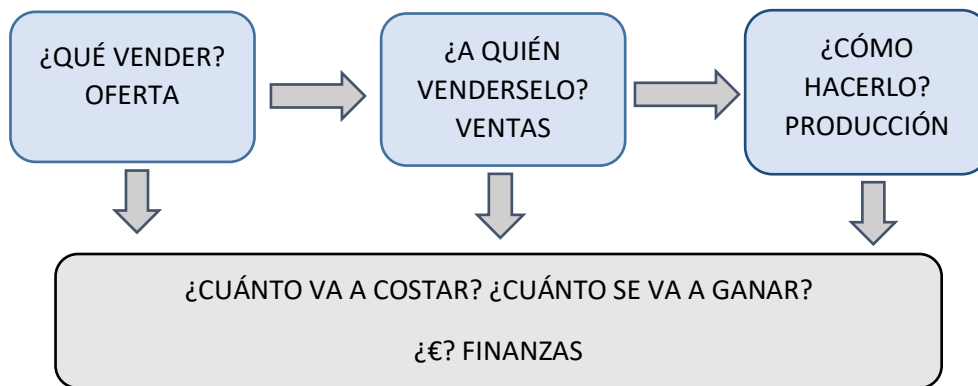 ¿QUÉ VENDER?
OFERTA
¿A QUIÉN
VENDERSELO?
VENTAS
¿CÓMO
HACERLO?
PRODUCCIÓN
¿CUÁNTO VA A COSTAR? ¿CUÁNTO SE VA A GANAR?
¿€? FINANZAS